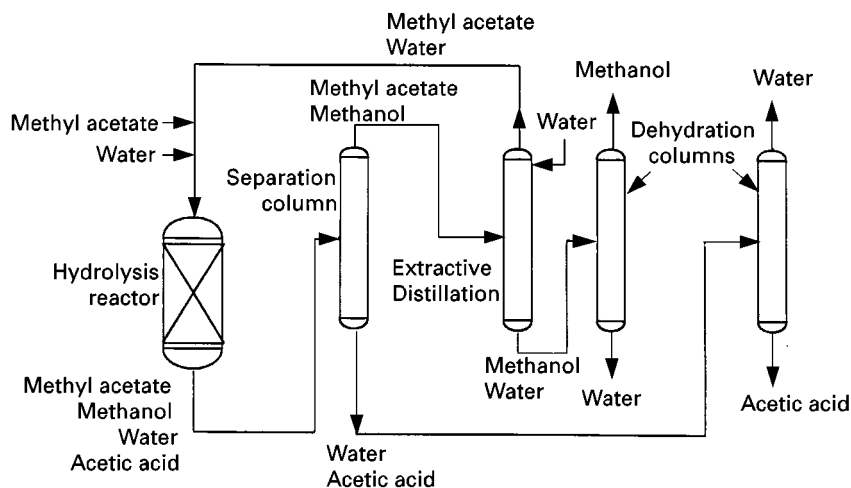 Methyl acetate
Water
Methyl acetate
Methanol
Methanol
Water
Methyl acetate
Water
Water
Dehydration
columns
Separation
column
Hydrolysis
reactor
Extractive
Distillation
Methyl acetate
Methanol
Water
Acetic acid
Methanol
Water
Water
Acetic acid
Water
Acetic acid